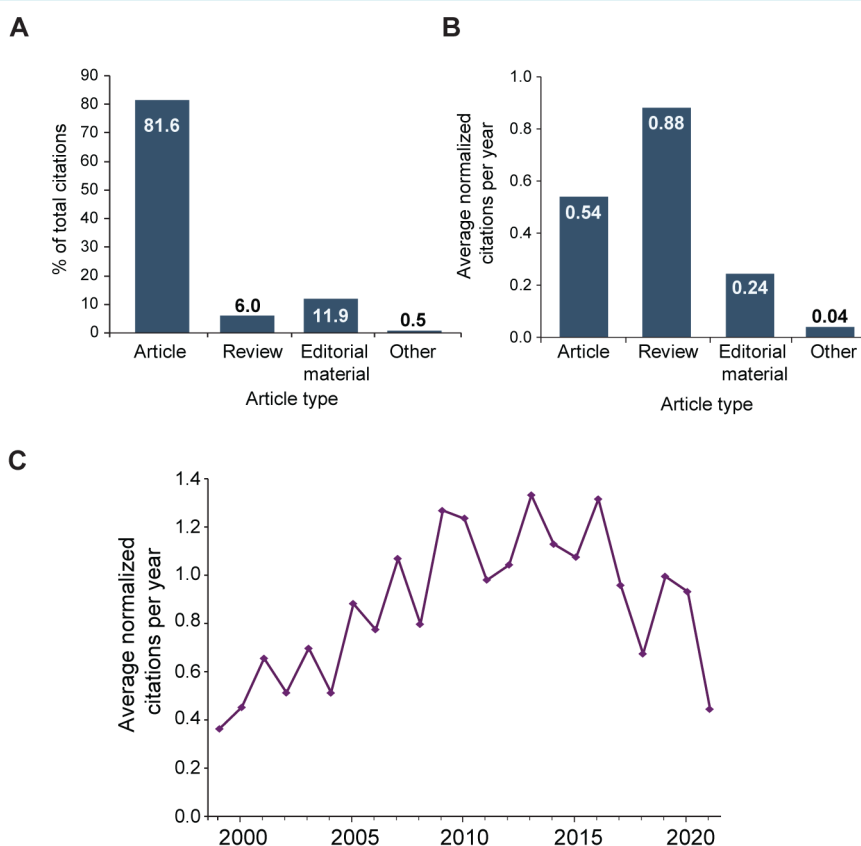 A
B
% of total citations
90
80
70
60
50
40
30
20
10
0
81.6
6.0
11.9
0.5
Article
Review
Editorial
material
Other
Article type
Average normalized
citations per year
1.0
0.8
0.6
0.4
0.2
0.0
0.54
0.88
0.24
0.04
Article
Review
Editorial
material
Other
Article type
C
Average normalized
citations per year
1.4
1.2
1.0
0.8
0.6
0.4
0.2
0.0
2000
2005
2010
2015
2020